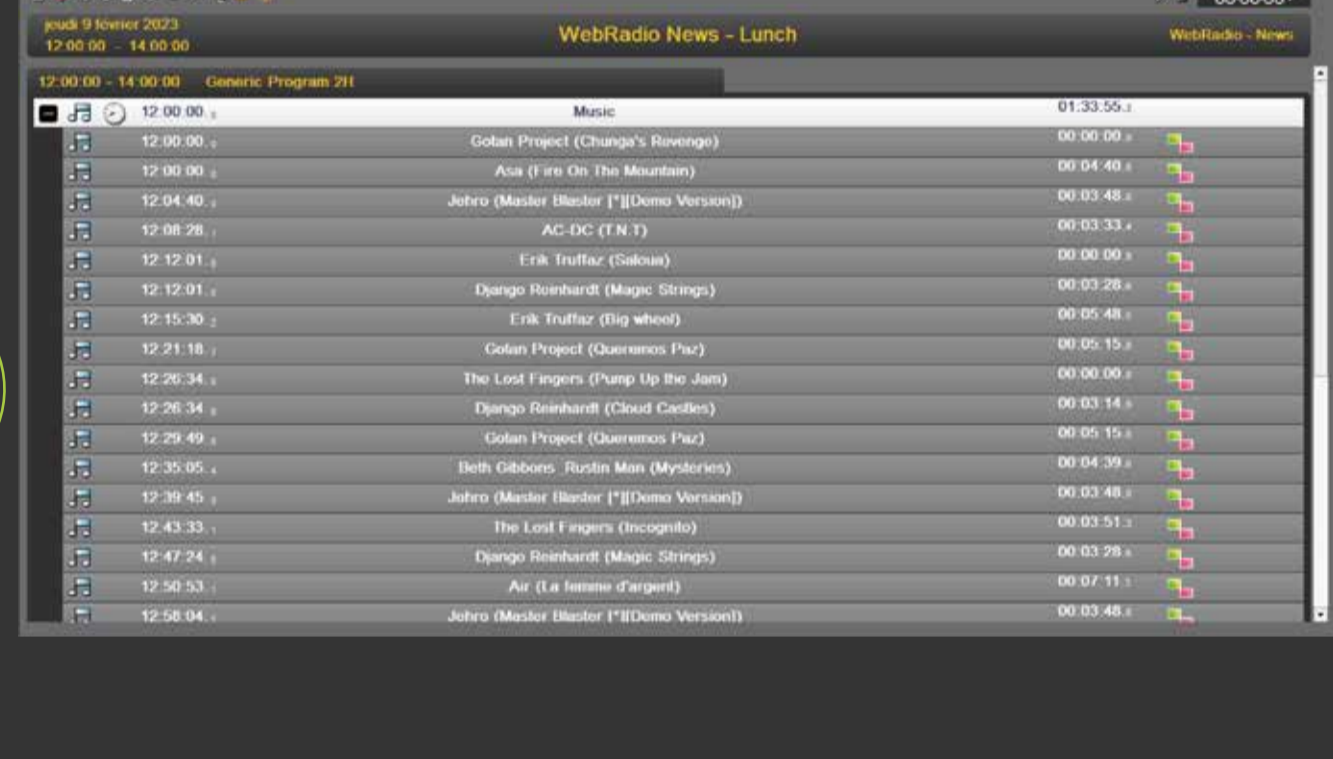 jeudi 9 février 2023
12:00:00 - 14:00:00
WebRadio News - Lunch
WebRadio - News
12:00:00 - 14:00:00 Generic Program 2H
12:00:00 Music 01:33:55
12:00:00 Gotan Project (Chunga's Revenge) 00:00:00
12:00:00 Asa (Fire On The Mountain) 00:04:40
12:04:40 Jehro (Master Blaster [*][Demo Version]) 00:03:48
12:08:28 AC-DC (T.N.T) 00:03:33
12:12:01 Erik Truffaz (Saloua) 00:00:00
12:12:01 Django Reinhardt (Magic Strings) 00:03:28
12:15:30 Erik Truffaz (Big wheel) 00:05:48
12:21:18 Gotan Project (Queremos Paz) 00:05:15
12:26:34 The Lost Fingers (Pump Up the Jam) 00:00:00
12:26:34 Django Reinhardt (Cloud Castles) 00:03:14
12:29:49 Gotan Project (Queremos Paz) 00:05:15
12:35:05 Beth Gibbons_Rustin Man (Mysteries) 00:04:39
12:39:45 Jehro (Master Blaster [*][Demo Version]) 00:03:48
12:43:33 The Lost Fingers (Incognito) 00:03:51
12:47:24 Django Reinhardt (Magic Strings) 00:03:28
12:50:53 Air (La femme d'argent) 00:07:11
12:58:04 Jehro (Master Blaster [*][Demo Version]) 00:03:48